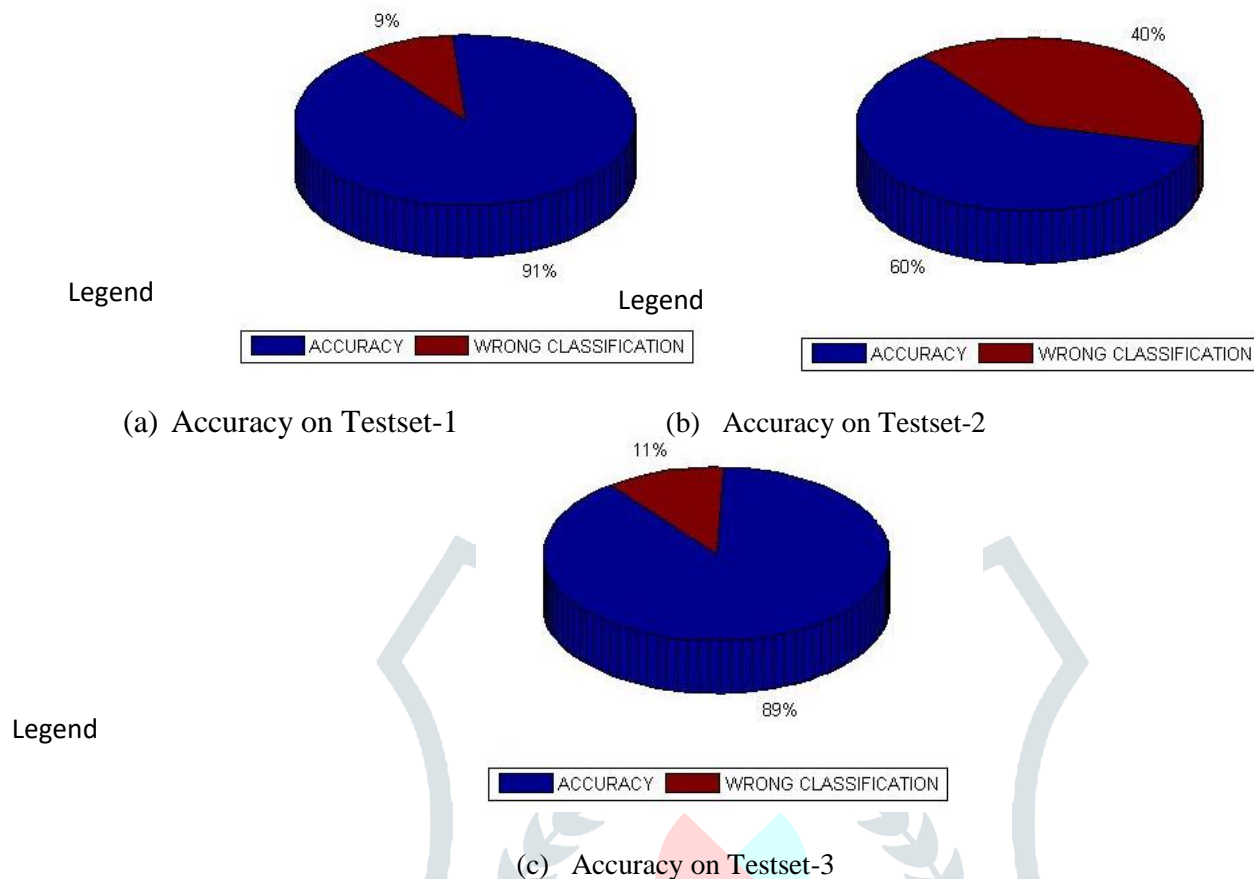 9%
91%
Legend
ACCURACY WRONG CLASSIFICATION
(a) Accuracy on Testset-1
40%
60%
Legend
ACCURACY WRONG CLASSIFICATION
(b) Accuracy on Testset-2
11%
89%
Legend
ACCURACY WRONG CLASSIFICATION
(c) Accuracy on Testset-3